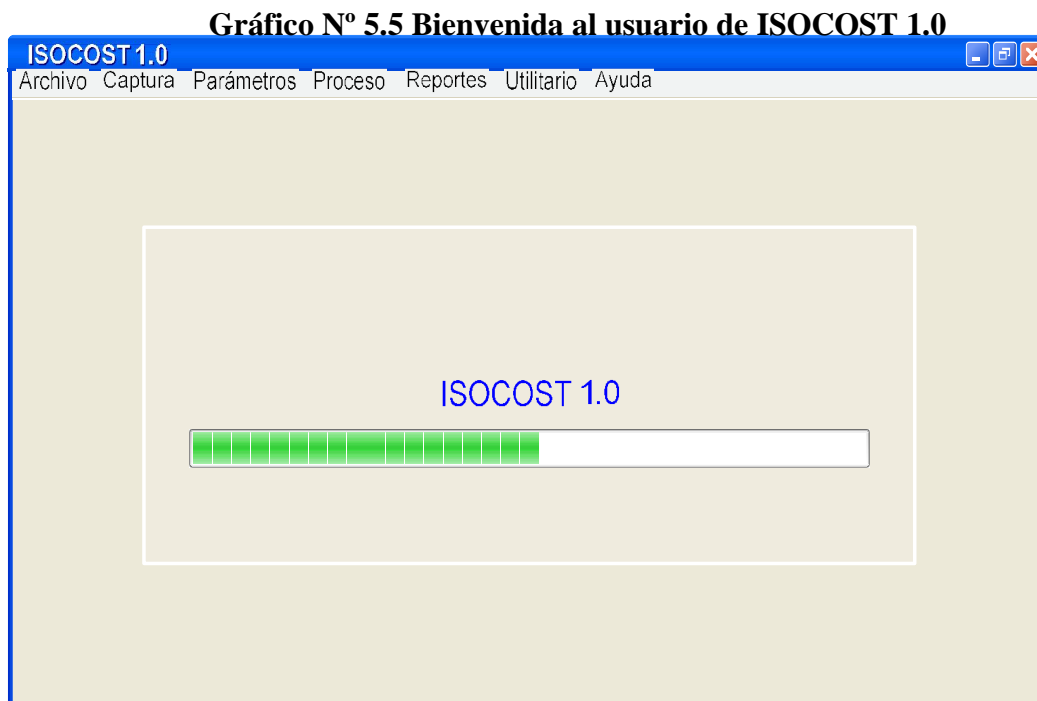 Gráfico Nº 5.5 Bienvenida al usuario de ISOCOST 1.0
ISOCOST 1.0
Archivo Captura Parámetros Proceso Reportes Utilitario Ayuda
ISOCOST 1.0